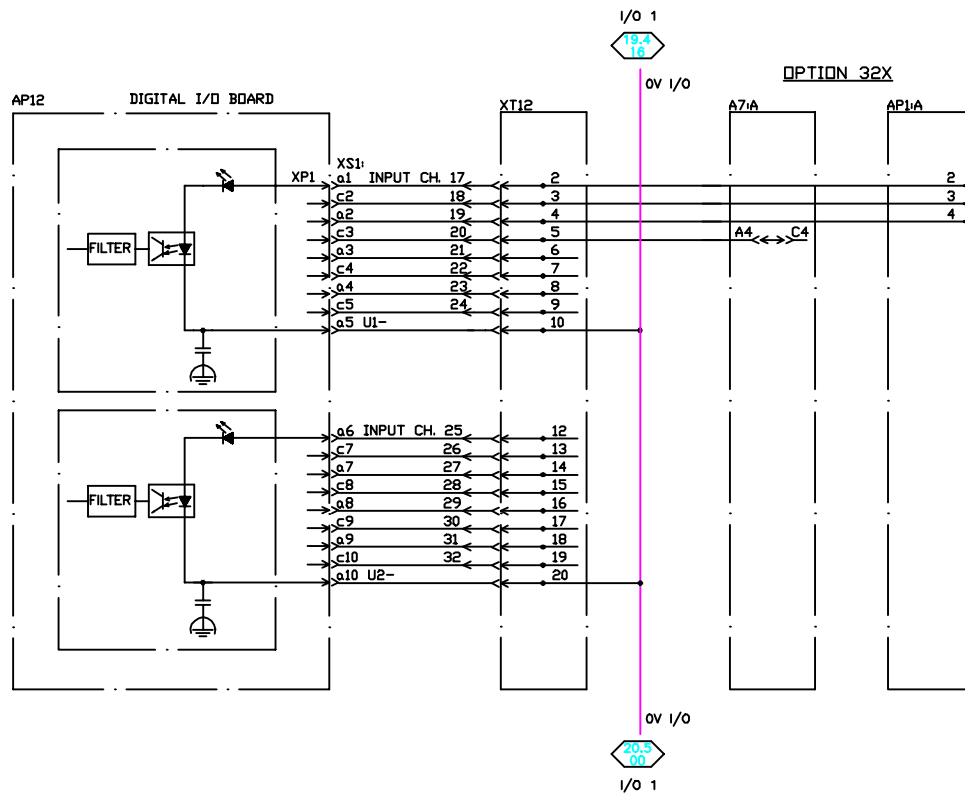 I/O 1
19.4
16
0V I/O
OPTION 32X
AP12
DIGITAL I/O BOARD
XT12
A7:A
AP1:A
XS1:
XP1
a1 INPUT CH. 17 2 2
c2 18 3 3
a2 19 4 4
c3 20 5 A4 C4
a3 21 6
c4 22 7
a4 23 8
c5 24 9
a5 U1- 10
FILTER
a6 INPUT CH. 25 12
c7 26 13
a7 27 14
c8 28 15
a8 29 16
c9 30 17
a9 31 18
c10 32 19
a10 U2- 20
FILTER
0V I/O
20.5
00
I/O 1